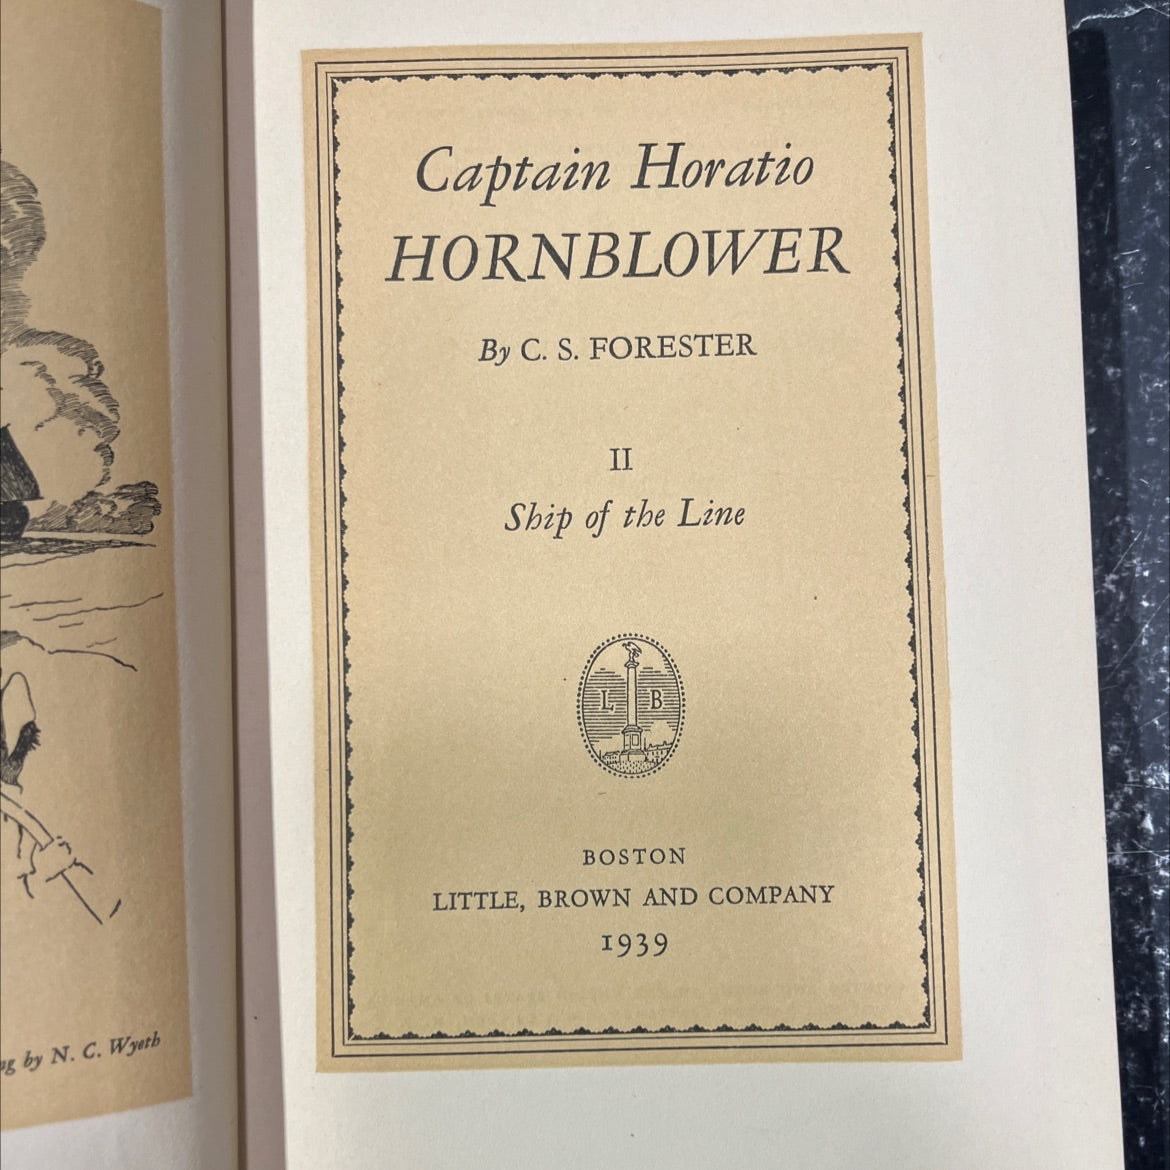 Captain Horatio
HORNBLOWER
By C. S. FORESTER
II
Ship of the Line
L B
BOSTON
LITTLE, BROWN AND COMPANY
1939
by N. C. Wyeth